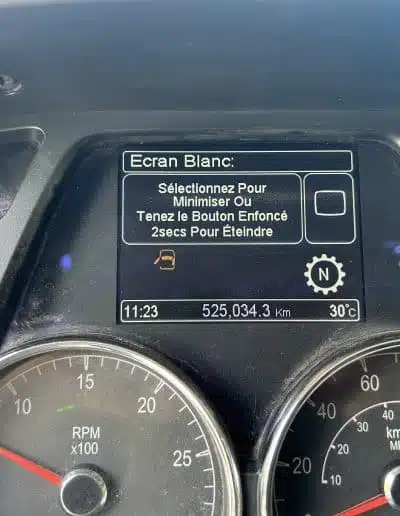 Ecran Blanc:
Sélectionnez Pour
Minimiser Ou
Tenez le Bouton Enfoncé
2secs Pour Éteindre
N
11:23 525,034.3 Km 30°C
10 15 20 25
RPM
x100
20 40 60
10 20 30 40